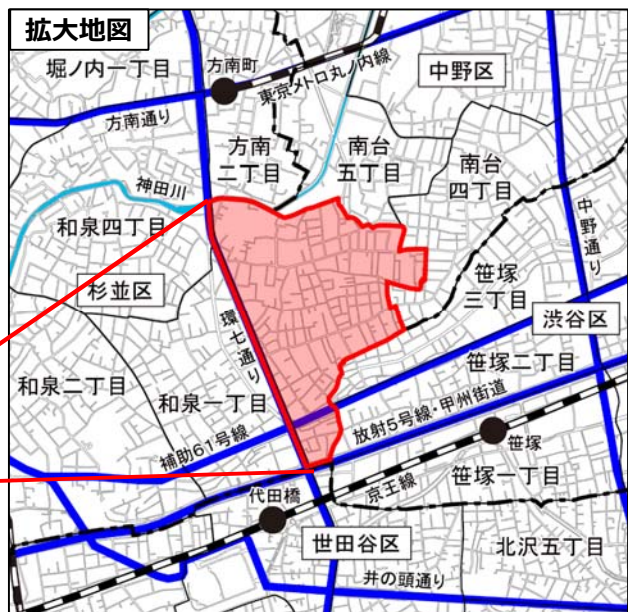 拡大地図
堀ノ内一丁目
方南町
東京メトロ丸ノ内線
中野区
方南通り
方南
二丁目
南台
五丁目
南台
四丁目
神田川
和泉四丁目
中野通り
杉並区
笹塚
三丁目
環七通り
渋谷区
和泉二丁目
和泉一丁目
笹塚二丁目
補助61号線
放射5号線・甲州街道
笹塚
代田橋
京王線
笹塚一丁目
世田谷区
北沢五丁目
井の頭通り